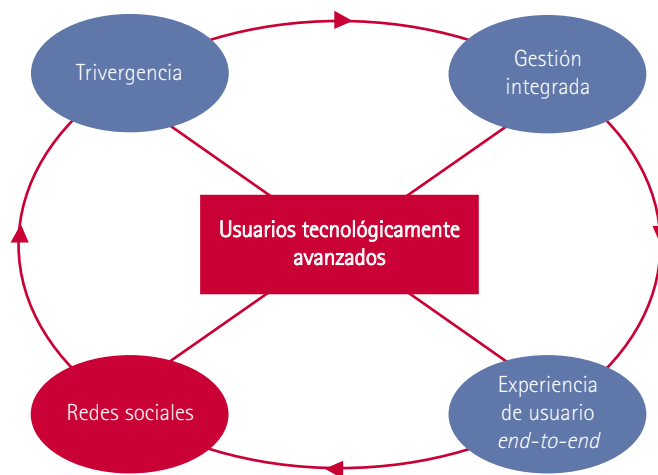 Trivergencia
Gestión
integrada
Usuarios tecnológicamente
avanzados
Redes sociales
Experiencia
de usuario
end-to-end